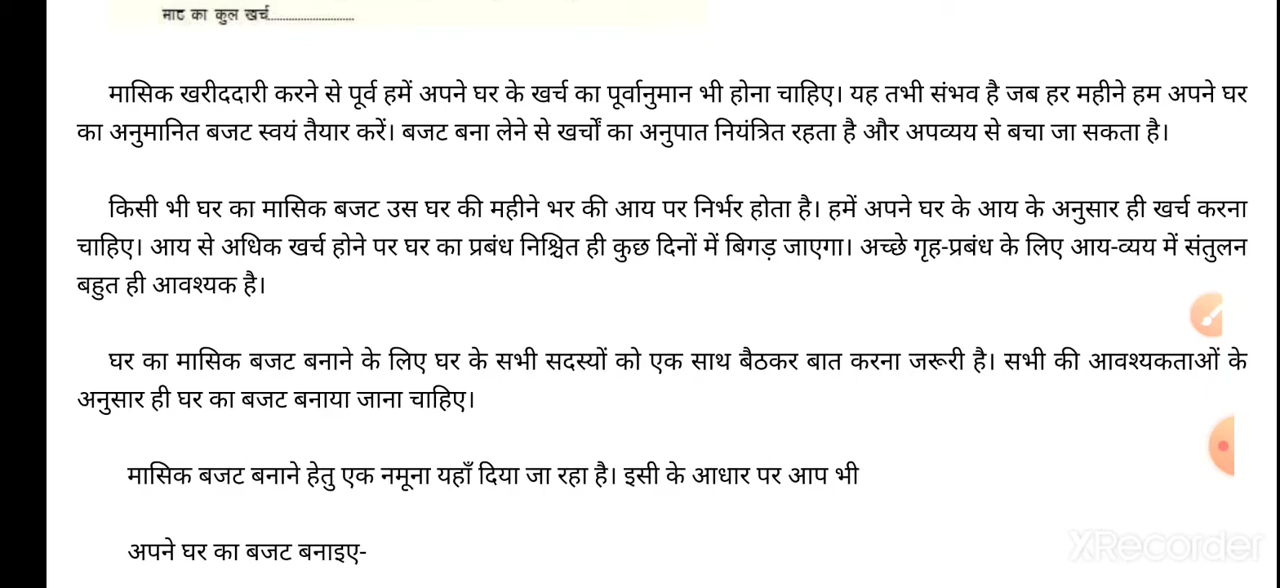 माह का कुल खर्च..............................
मासिक खरीददारी करने से पूर्व हमें अपने घर के खर्च का पूर्वानुमान भी होना चाहिए। यह तभी संभव है जब हर महीने हम अपने घर
का अनुमानित बजट स्वयं तैयार करें। बजट बना लेने से खर्चों का अनुपात नियंत्रित रहता है और अपव्यय से बचा जा सकता है।
किसी भी घर का मासिक बजट उस घर की महीने भर की आय पर निर्भर होता है। हमें अपने घर के आय के अनुसार ही खर्च करना
चाहिए। आय से अधिक खर्च होने पर घर का प्रबंध निश्चित ही कुछ दिनों में बिगड़ जाएगा। अच्छे गृह-प्रबंध के लिए आय-व्यय में संतुलन
बहुत ही आवश्यक है।
घर का मासिक बजट बनाने के लिए घर के सभी सदस्यों को एक साथ बैठकर बात करना जरूरी है। सभी की आवश्यकताओं के
अनुसार ही घर का बजट बनाया जाना चाहिए।
मासिक बजट बनाने हेतु एक नमूना यहाँ दिया जा रहा है। इसी के आधार पर आप भी
अपने घर का बजट बनाइए-
XRecorder